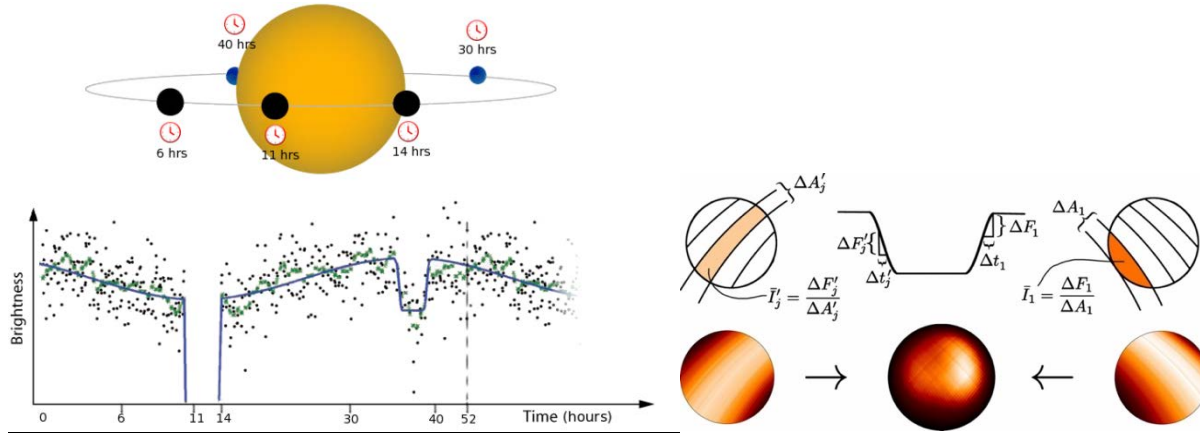 40 hrs
30 hrs
6 hrs
11 hrs
14 hrs
Brightness
0 6 11 14 30 40 52 Time (hours)
ΔA′ⱼ
ΔF′ⱼ
Δt′ⱼ
Ī′ⱼ = ΔF′ⱼ / ΔA′ⱼ
ΔF₁
Δt₁
ΔA₁
Ī₁ = ΔF₁ / ΔA₁